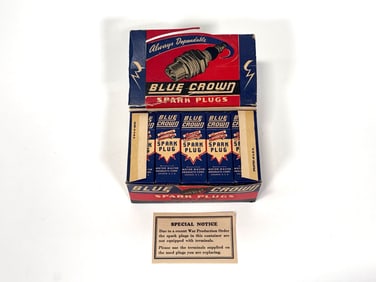 Always Dependable
BLUE CROWN
SPARK PLUGS
SPARK PLUG
SPARK PLUG
SPARK PLUG
SPARK PLUG
BLUE CROWN
SPARK PLUGS
SPECIAL NOTICE
Due to a recent War Production Order
the spark plugs in this container are
not equipped with terminals.
Please use the terminals supplied on
the used plugs you are replacing.